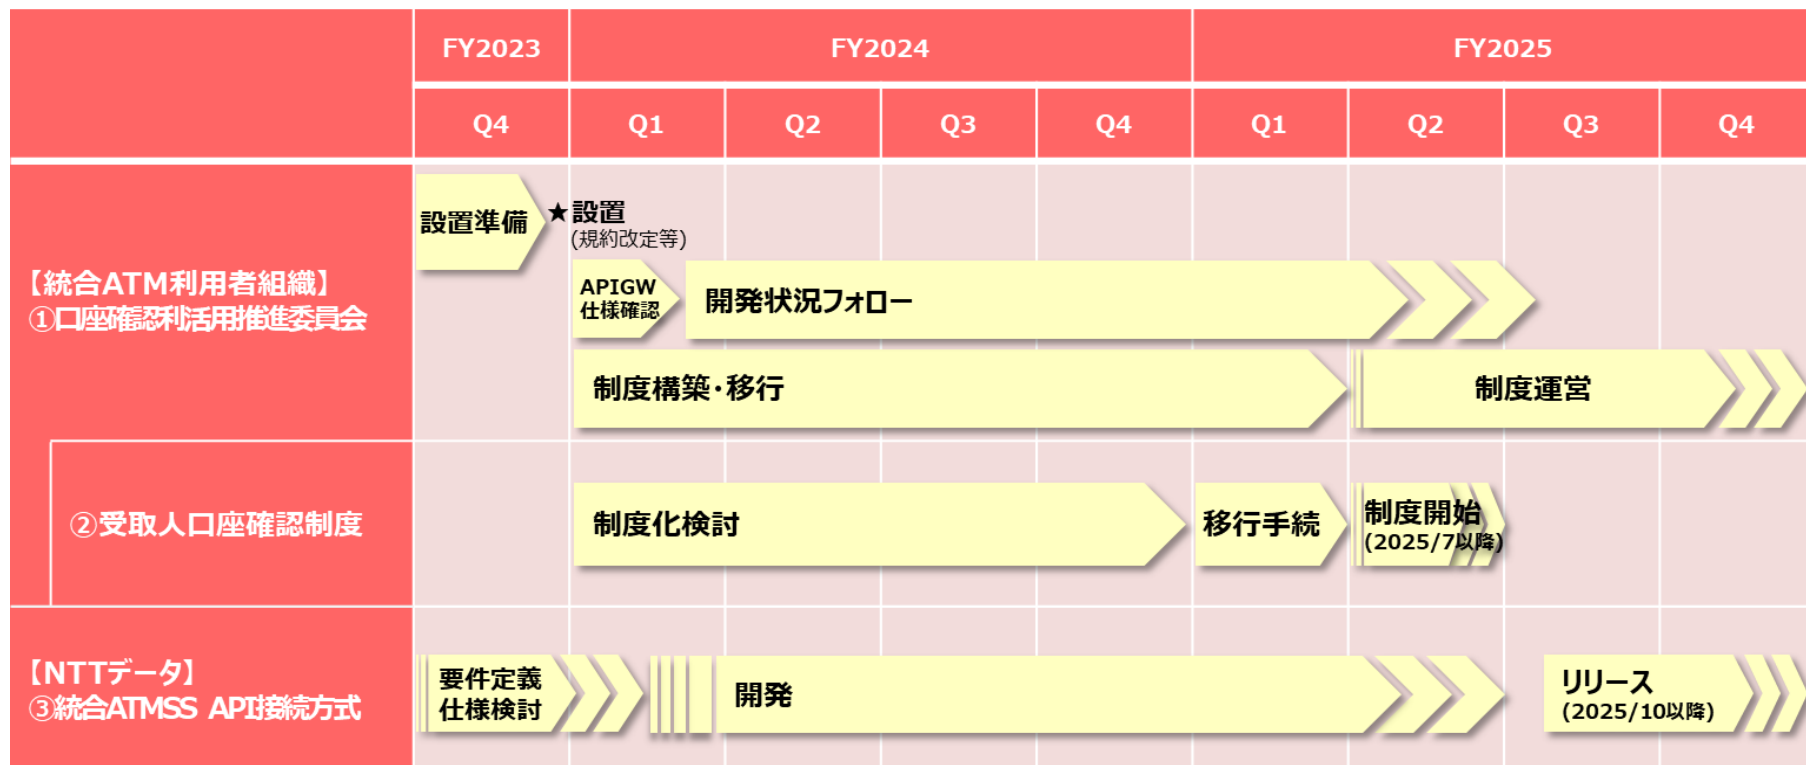 FY2023
FY2024
FY2025
Q4
Q1
Q2
Q3
Q4
Q1
Q2
Q3
Q4
【統合ATM利用者組織】
①口座確認利活用推進委員会
設置準備
★設置
(規約改定等)
APIGW
仕様確認
開発状況フォロー
制度構築・移行
制度運営
②受取人口座確認制度
制度化検討
移行手続
制度開始
(2025/7以降)
【NTTデータ】
③統合ATMSS API接続方式
要件定義
仕様検討
開発
リリース
(2025/10以降)